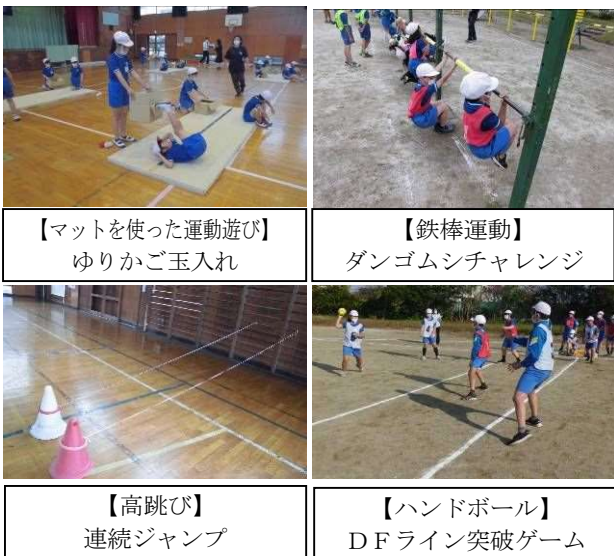 【マットを使った運動遊び】
ゆりかご玉入れ
【鉄棒運動】
ダンゴムシチャレンジ
【高跳び】
連続ジャンプ
【ハンドボール】
ＤＦライン突破ゲーム